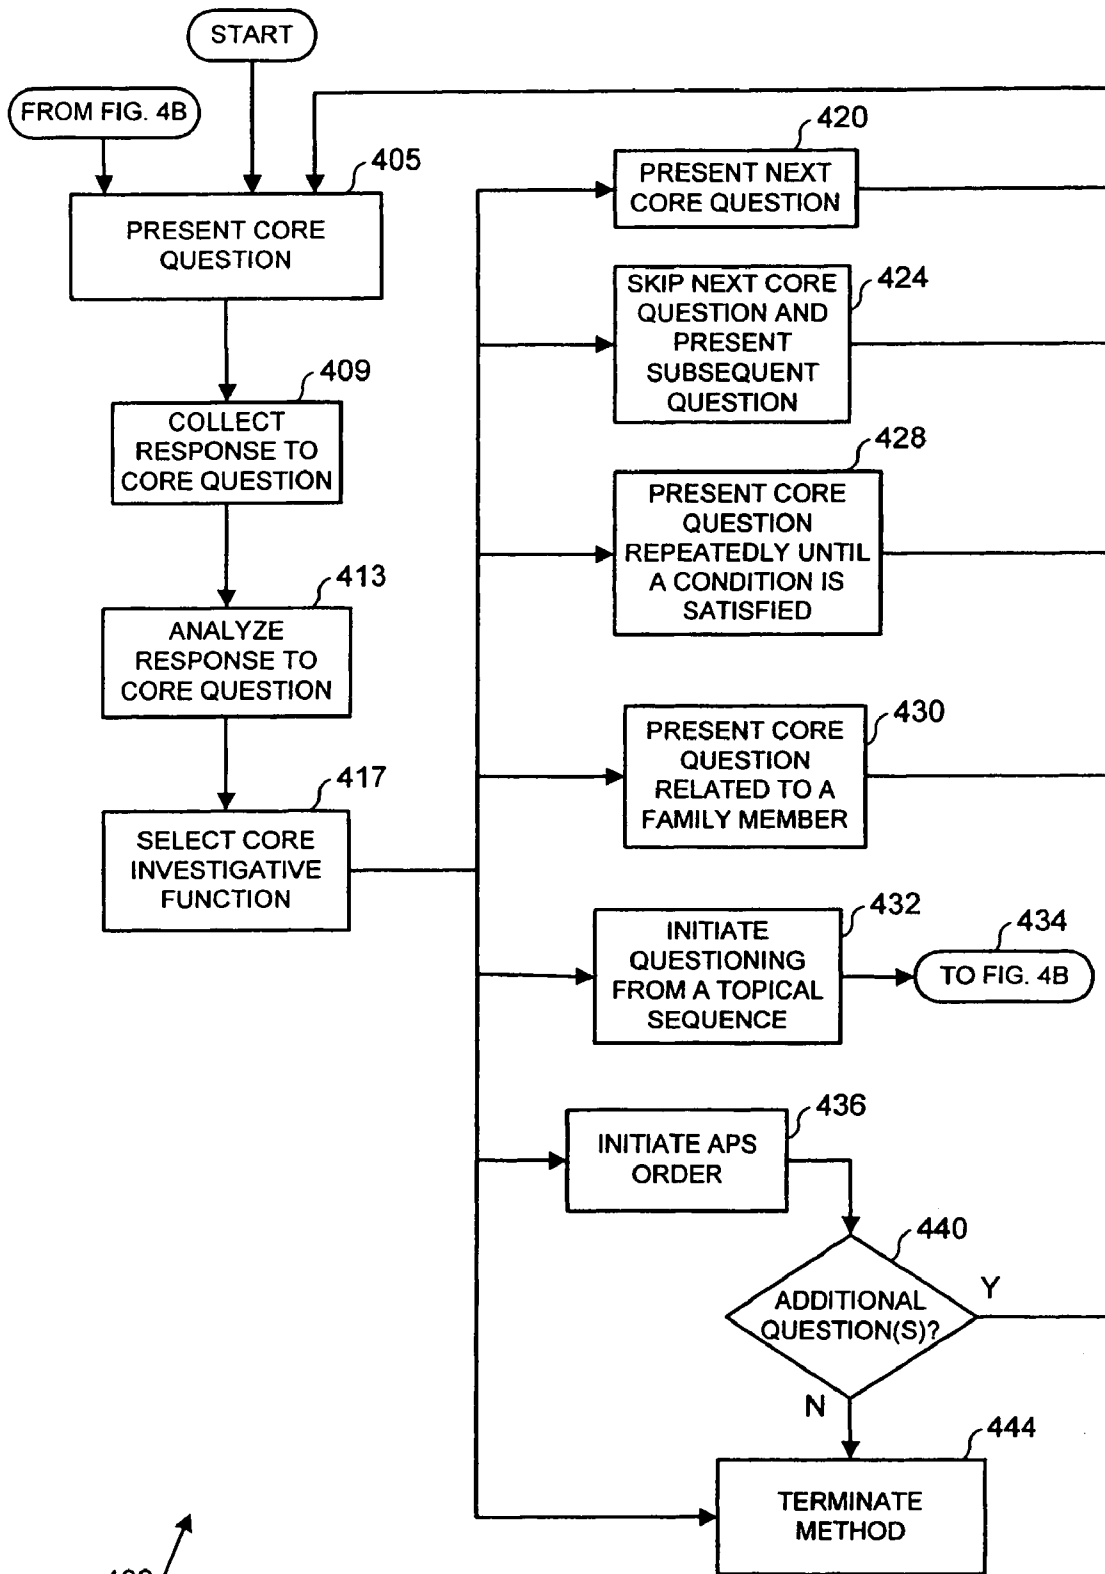 START
FROM FIG. 4B
405
PRESENT CORE
QUESTION
409
COLLECT
RESPONSE TO
CORE QUESTION
413
ANALYZE
RESPONSE TO
CORE QUESTION
417
SELECT CORE
INVESTIGATIVE
FUNCTION
420
PRESENT NEXT
CORE QUESTION
424
SKIP NEXT CORE
QUESTION AND
PRESENT
SUBSEQUENT
QUESTION
428
PRESENT CORE
QUESTION
REPEATEDLY UNTIL
A CONDITION IS
SATISFIED
430
PRESENT CORE
QUESTION
RELATED TO A
FAMILY MEMBER
432
INITIATE
QUESTIONING
FROM A TOPICAL
SEQUENCE
434
TO FIG. 4B
436
INITIATE APS
ORDER
440
ADDITIONAL
QUESTION(S)?
Y
N
444
TERMINATE
METHOD